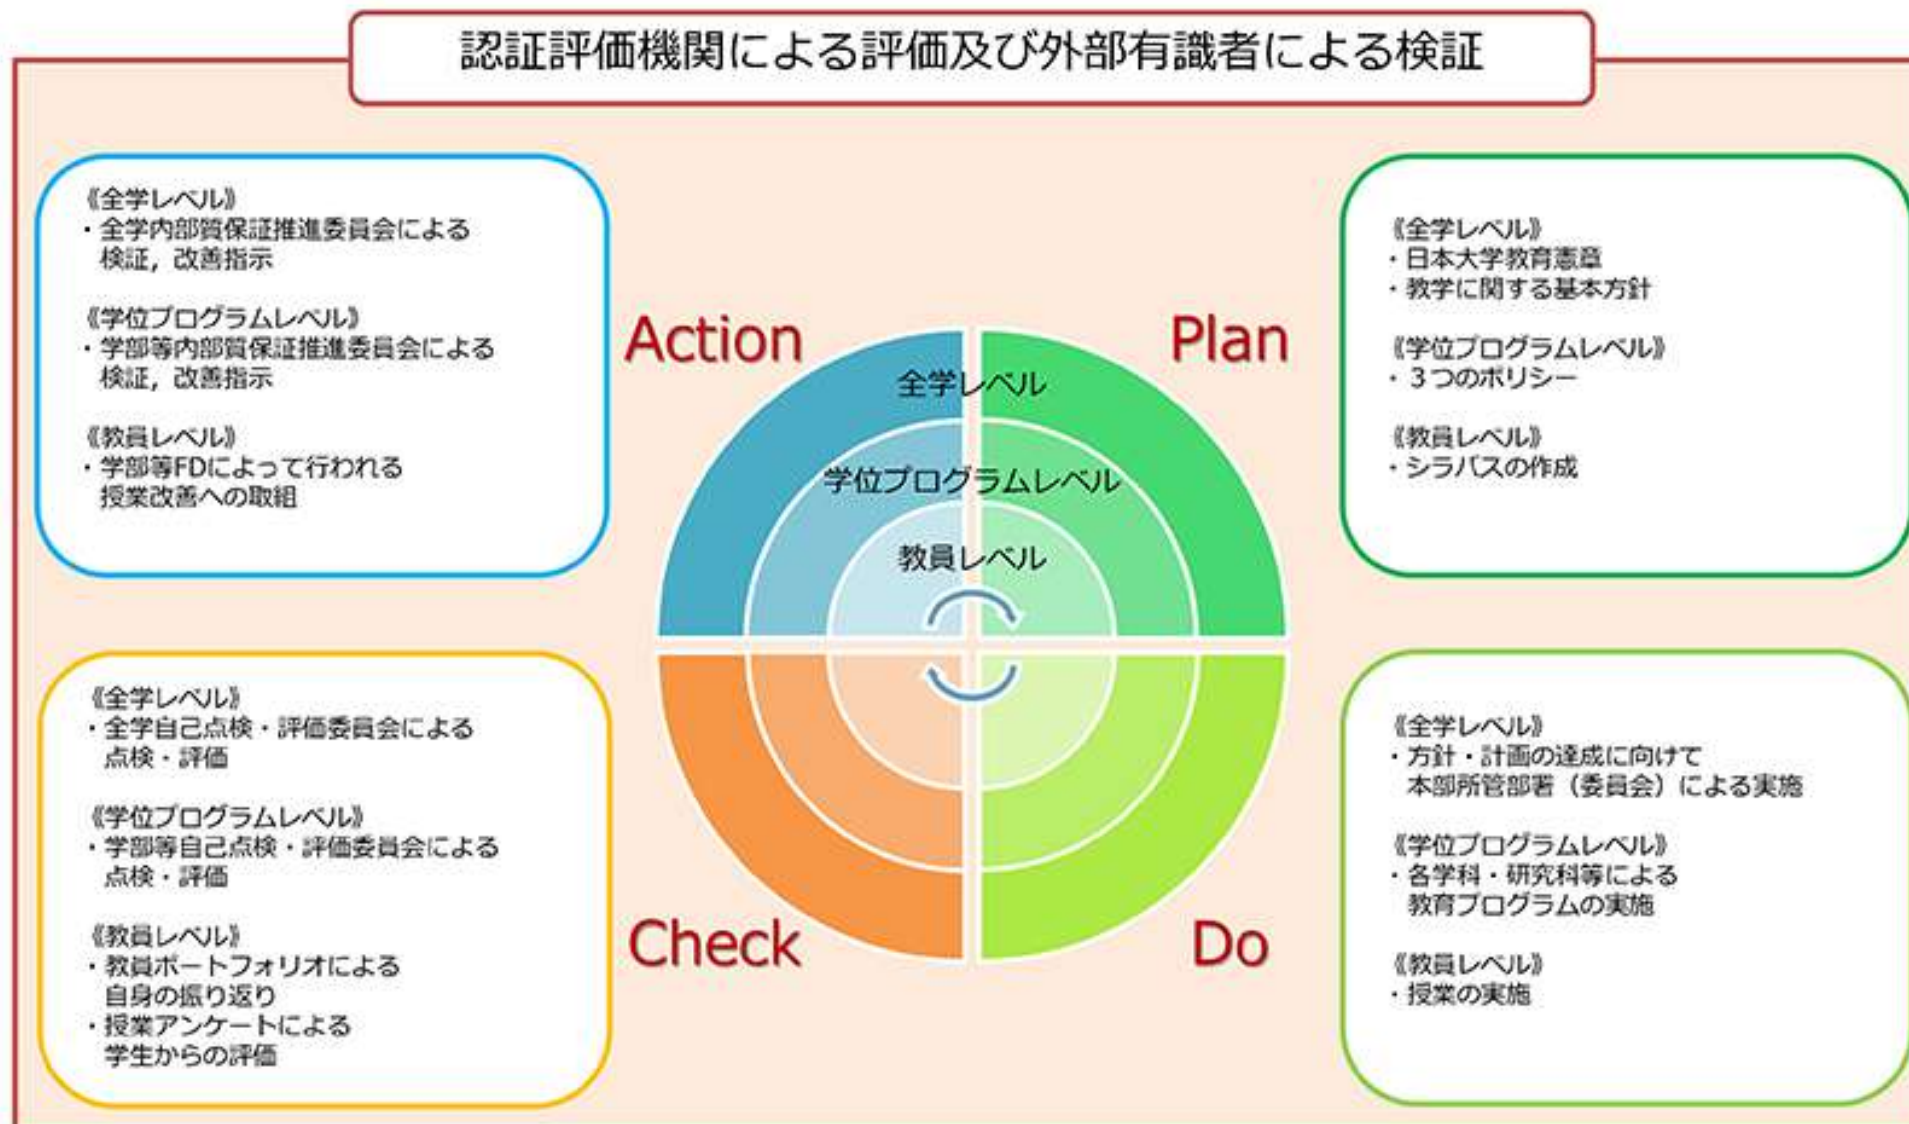 認証評価機関による評価及び外部有識者による検証
《全学レベル》
・全学内部質保証推進委員会による
検証，改善指示
《学位プログラムレベル》
・学部等内部質保証推進委員会による
検証，改善指示
《教員レベル》
・学部等FDによって行われる
授業改善への取組
Action
Plan
《全学レベル》
・日本大学教育憲章
・教学に関する基本方針
《学位プログラムレベル》
・３つのポリシー
《教員レベル》
・シラバスの作成
全学レベル
学位プログラムレベル
教員レベル
《全学レベル》
・全学自己点検・評価委員会による
点検・評価
《学位プログラムレベル》
・学部等自己点検・評価委員会による
点検・評価
《教員レベル》
・教員ポートフォリオによる
自身の振り返り
・授業アンケートによる
学生からの評価
Check
Do
《全学レベル》
・方針・計画の達成に向けて
本部所管部署（委員会）による実施
《学位プログラムレベル》
・各学科・研究科等による
教育プログラムの実施
《教員レベル》
・授業の実施